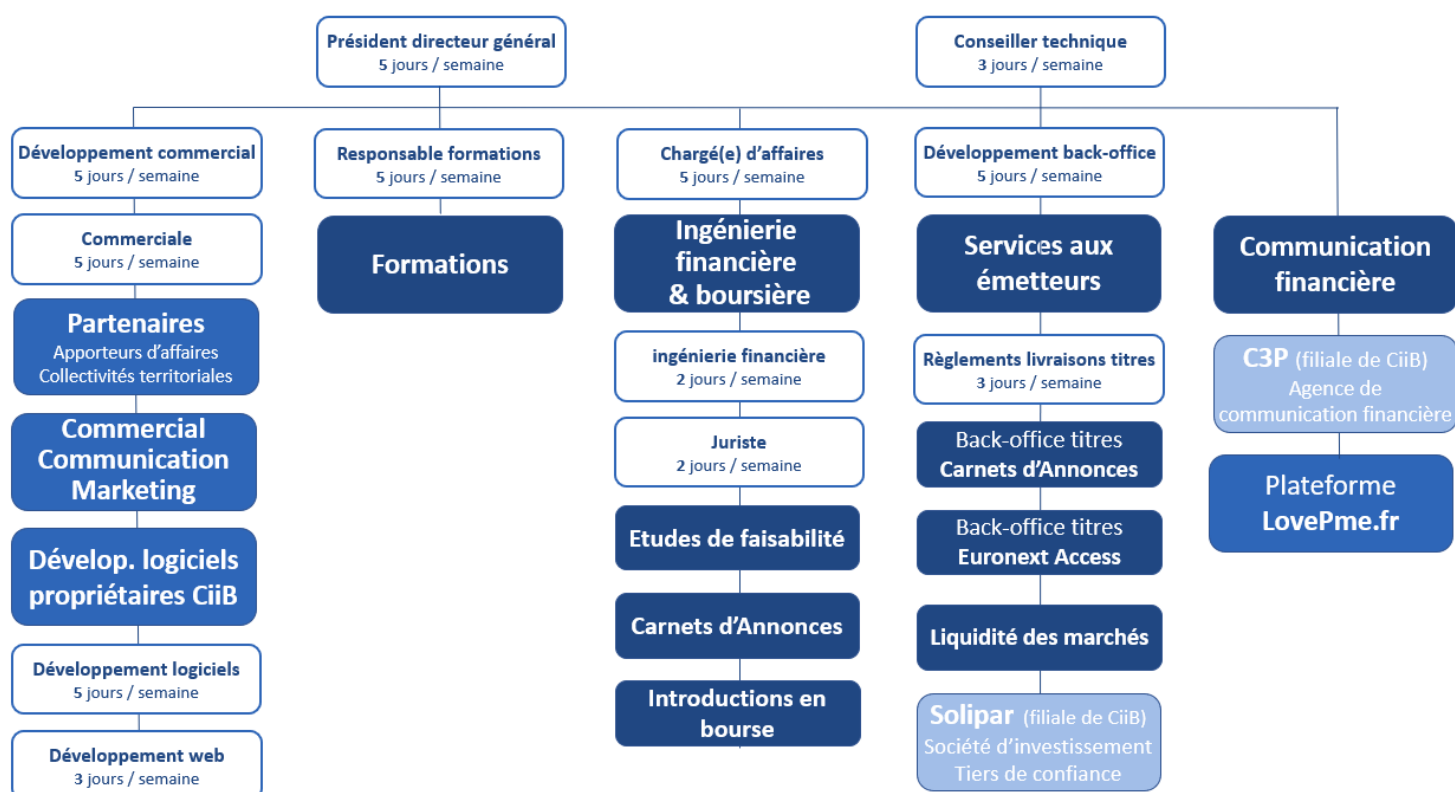 Président directeur général
5 jours / semaine
Conseiller technique
3 jours / semaine
Développement commercial
5 jours / semaine
Commerciale
5 jours / semaine
Partenaires
Apporteurs d’affaires
Collectivités territoriales
Commercial
Communication
Marketing
Dévelop. logiciels
propriétaires CiiB
Développement logiciels
5 jours / semaine
Développement web
3 jours / semaine
Responsable formations
5 jours / semaine
Formations
Chargé(e) d’affaires
5 jours / semaine
Ingénierie
financière
& boursière
ingénierie financière
2 jours / semaine
Juriste
2 jours / semaine
Etudes de faisabilité
Carnets d’Annonces
Introductions en
bourse
Développement back-office
5 jours / semaine
Services aux
émetteurs
Règlements livraisons titres
3 jours / semaine
Back-office titres
Carnets d’Annonces
Back-office titres
Euronext Access
Liquidité des marchés
Solipar (filiale de CiiB)
Société d’investissement
Tiers de confiance
Communication
financière
C3P (filiale de CiiB)
Agence de
communication financière
Plateforme
LovePme.fr